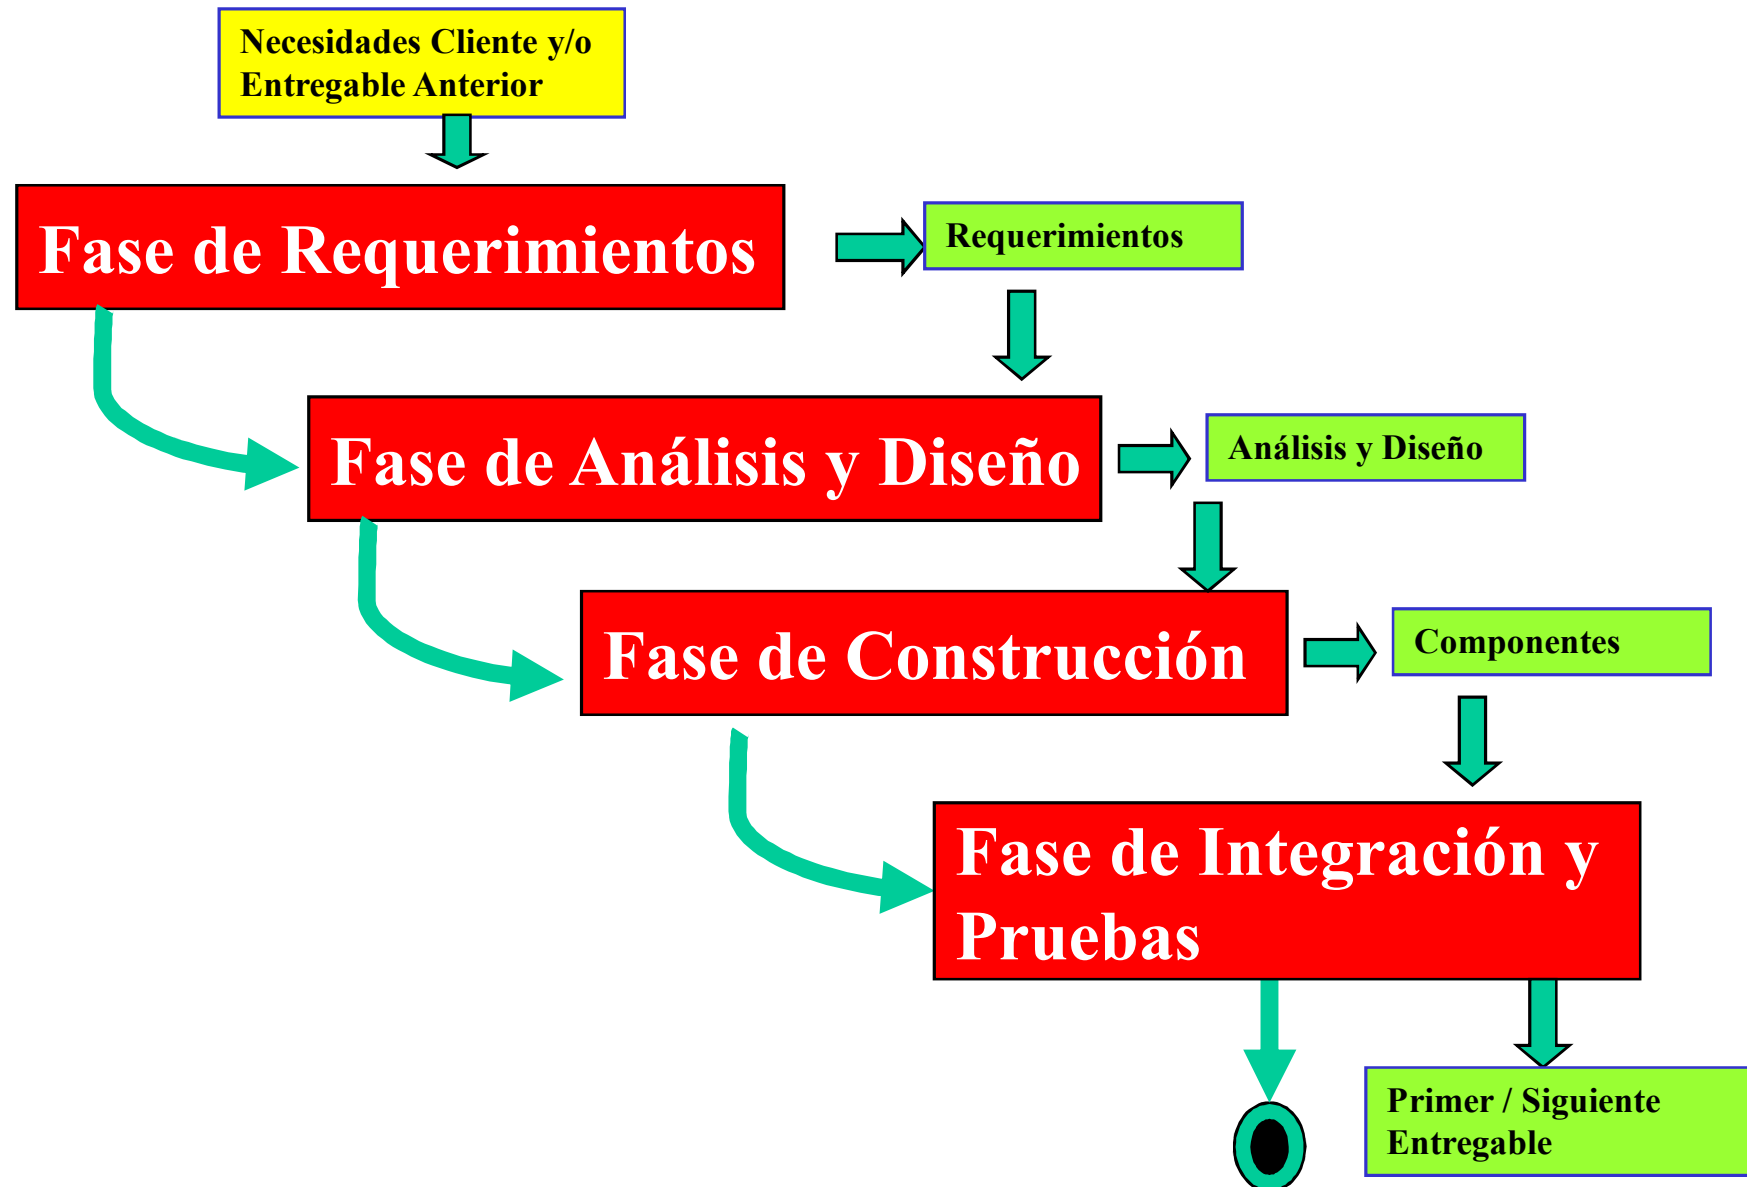 Necesidades Cliente y/o
Entregable Anterior
Fase de Requerimientos
Requerimientos
Fase de Análisis y Diseño
Análisis y Diseño
Fase de Construcción
Componentes
Fase de Integración y
Pruebas
Primer / Siguiente
Entregable